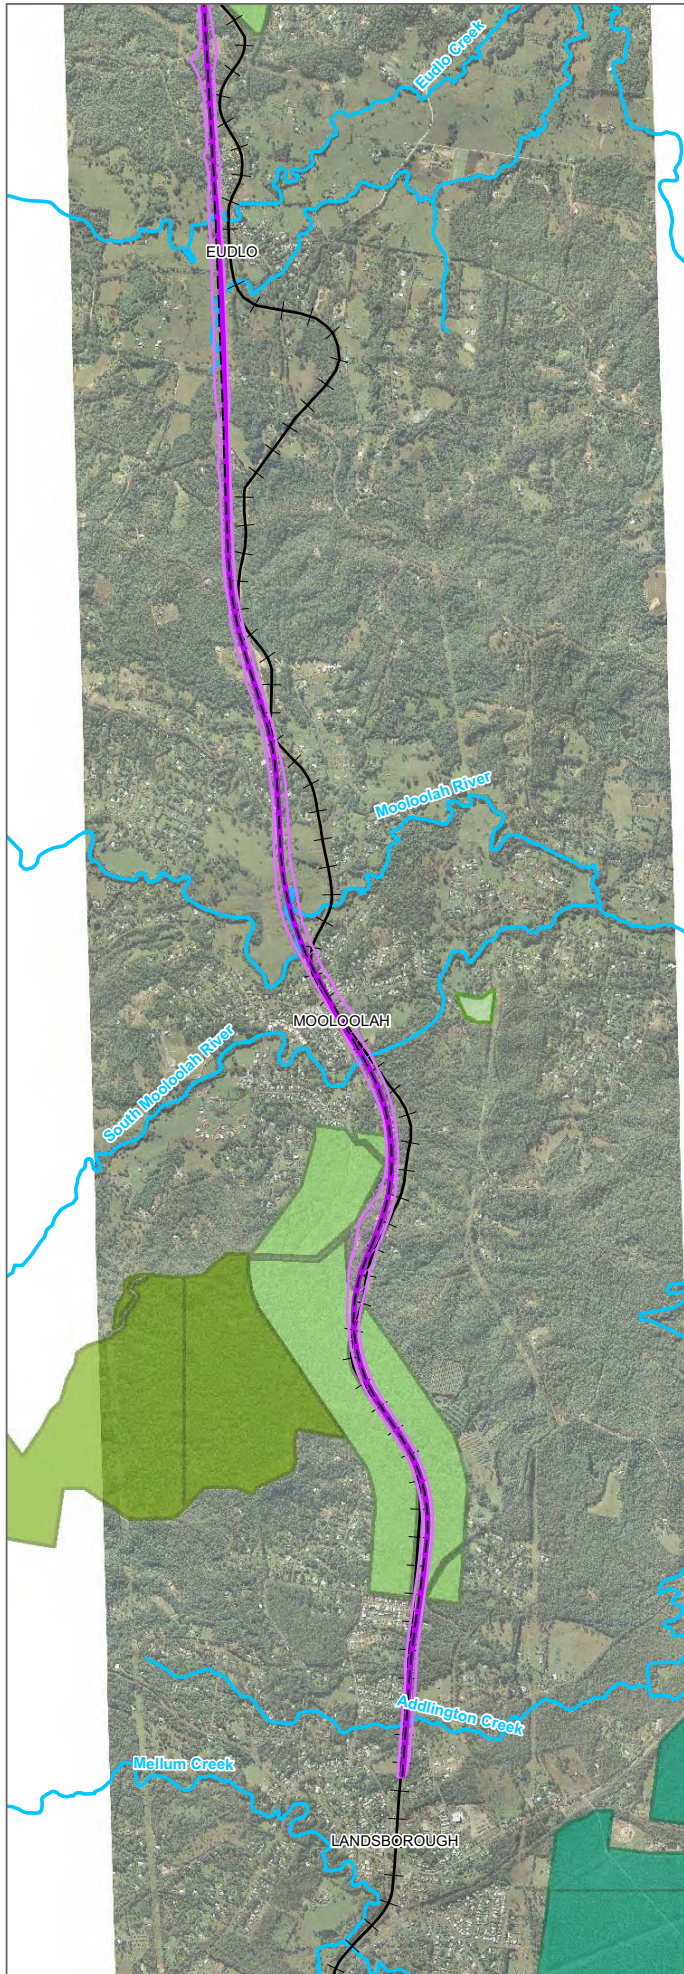 Eudlo Creek
EUDLO
Mooloolah River
MOOLOOLAH
South Mooloolah River
Addlington Creek
Mellum Creek
LANDSBOROUGH